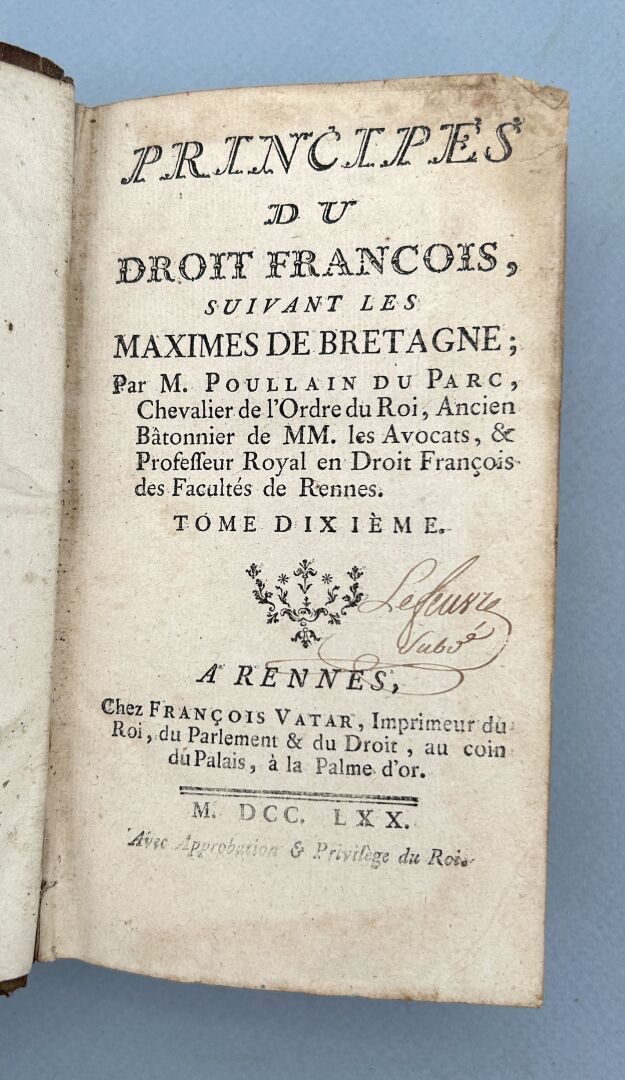 PRINCIPES
DU
DROIT FRANCOIS,
SUIVANT LES
MAXIMES DE BRETAGNE;
Par M. POULLAIN DU PARC,
Chevalier de l'Ordre du Roi, Ancien
Bâtonnier de MM. les Avocats, &
Professeur Royal en Droit François
des Facultés de Rennes.
TOME DIXIÈME.
Lefeuvre
A RENNES,
Chez FRANÇOIS VATAR, Imprimeur du
Roi, du Parlement & du Droit, au coin
du Palais, à la Palme d'or.
M. DCC. LXX.
Avec Approbation & Privilège du Roi.